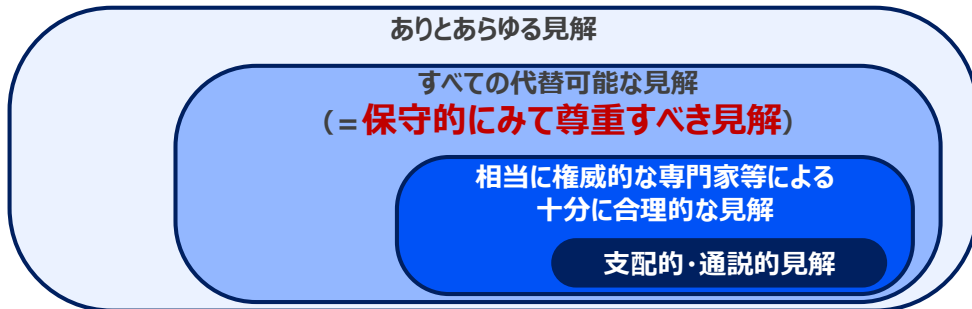 ありとあらゆる見解
すべての代替可能な見解
(=保守的にみて尊重すべき見解)
相当に権威的な専門家等による
十分に合理的な見解
支配的・通説的見解